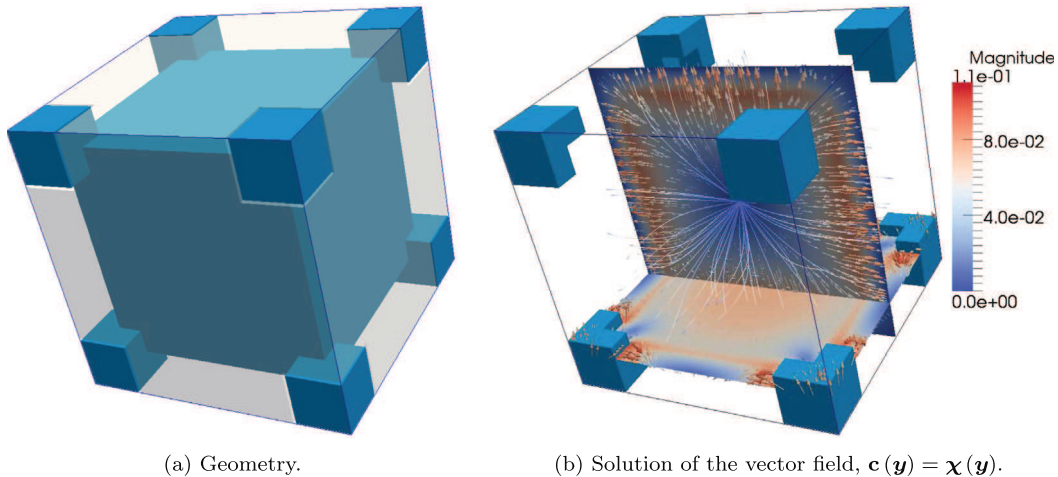 Magnitude
1.1e-01
8.0e-02
4.0e-02
0.0e+00
(a) Geometry.
(b) Solution of the vector field, c (y) = χ (y).